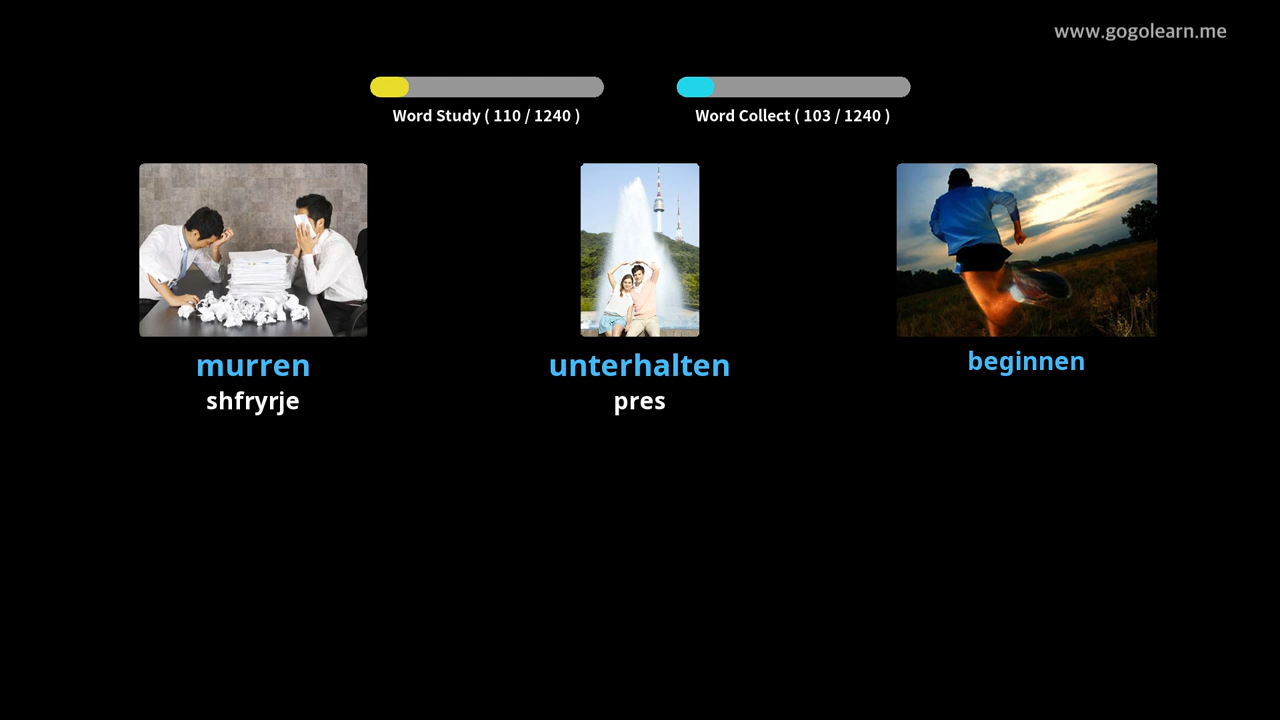 www.gogolearn.me
Word Study ( 110 / 1240 )
Word Collect ( 103 / 1240 )
murren
unterhalten
beginnen
shfryrje
pres